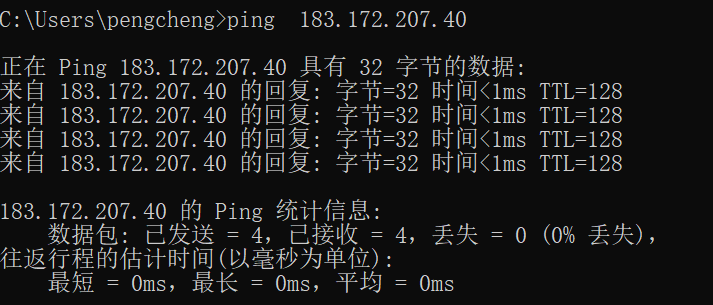 C:\Users\pengcheng>ping  183.172.207.40
正在 Ping 183.172.207.40 具有 32 字节的数据:
来自 183.172.207.40 的回复: 字节=32 时间<1ms TTL=128
来自 183.172.207.40 的回复: 字节=32 时间<1ms TTL=128
来自 183.172.207.40 的回复: 字节=32 时间<1ms TTL=128
来自 183.172.207.40 的回复: 字节=32 时间<1ms TTL=128
183.172.207.40 的 Ping 统计信息:
    数据包: 已发送 = 4，已接收 = 4，丢失 = 0 (0% 丢失)，
往返行程的估计时间(以毫秒为单位):
    最短 = 0ms，最长 = 0ms，平均 = 0ms